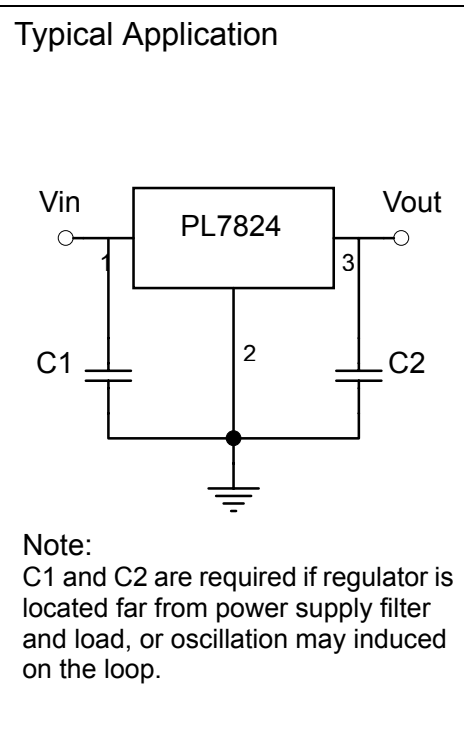 Typical Application
Vin
Vout
PL7824
1
3
C1
2
C2
Note:
C1 and C2 are required if regulator is
located far from power supply filter
and load, or oscillation may induced
on the loop.